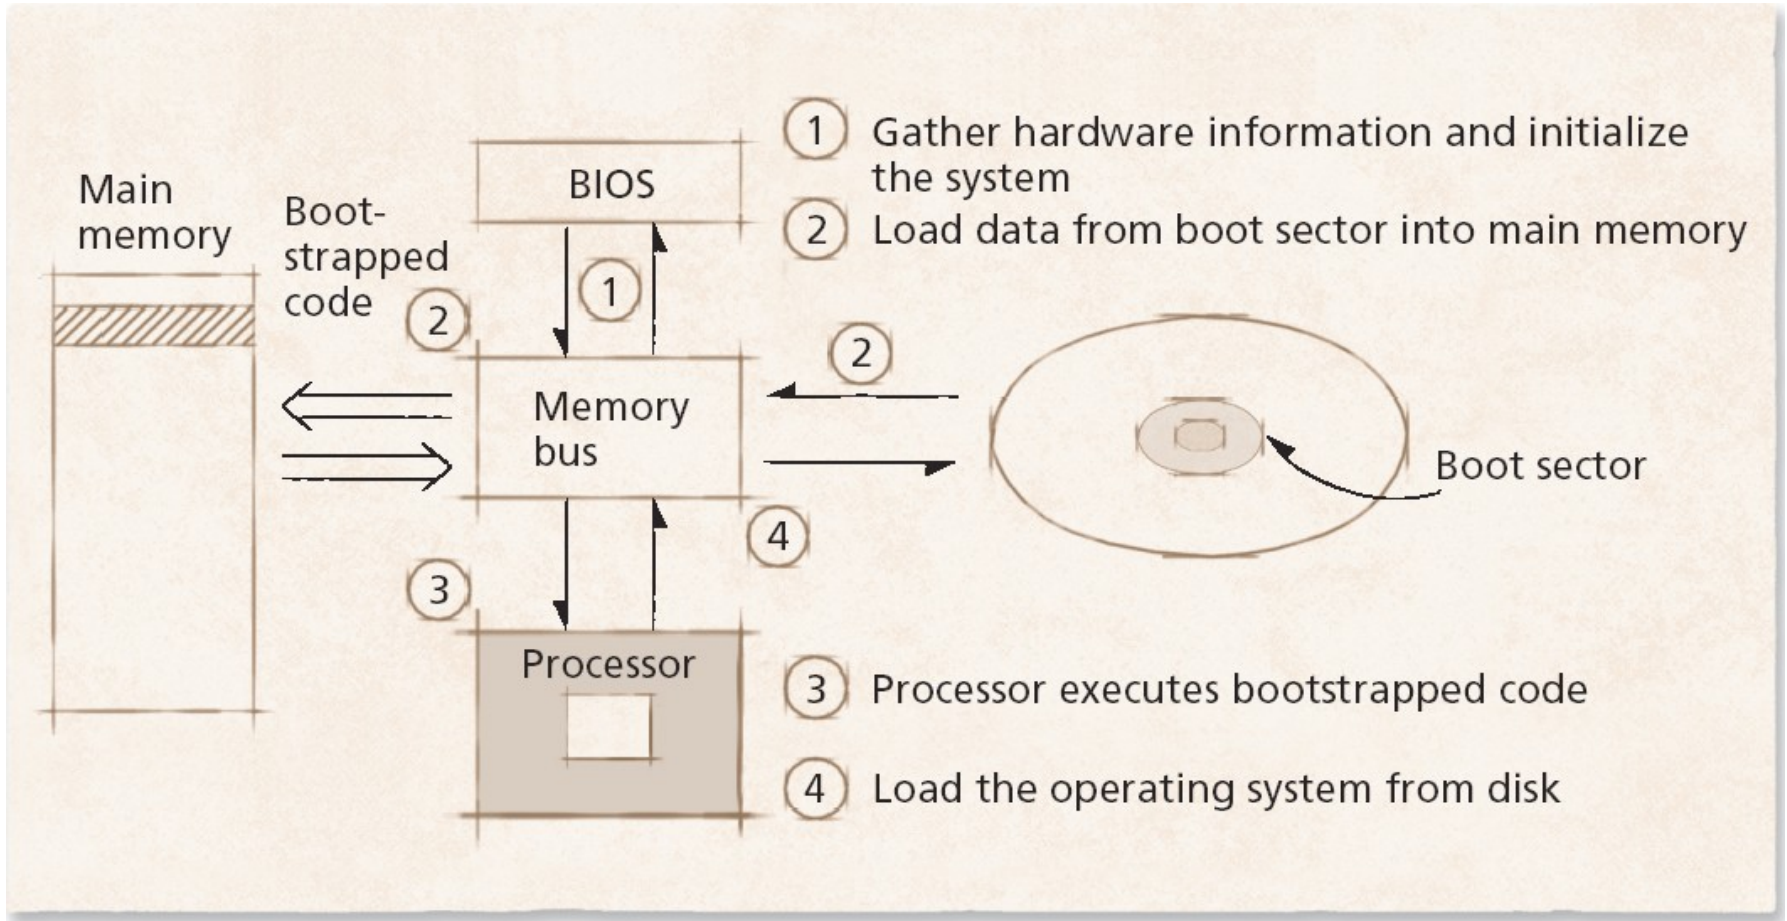 Main
memory
Boot-
strapped
code
2
BIOS
1
1
Gather hardware information and initialize
the system
2
Load data from boot sector into main memory
2
Memory
bus
Boot sector
4
3
Processor
3
Processor executes bootstrapped code
4
Load the operating system from disk